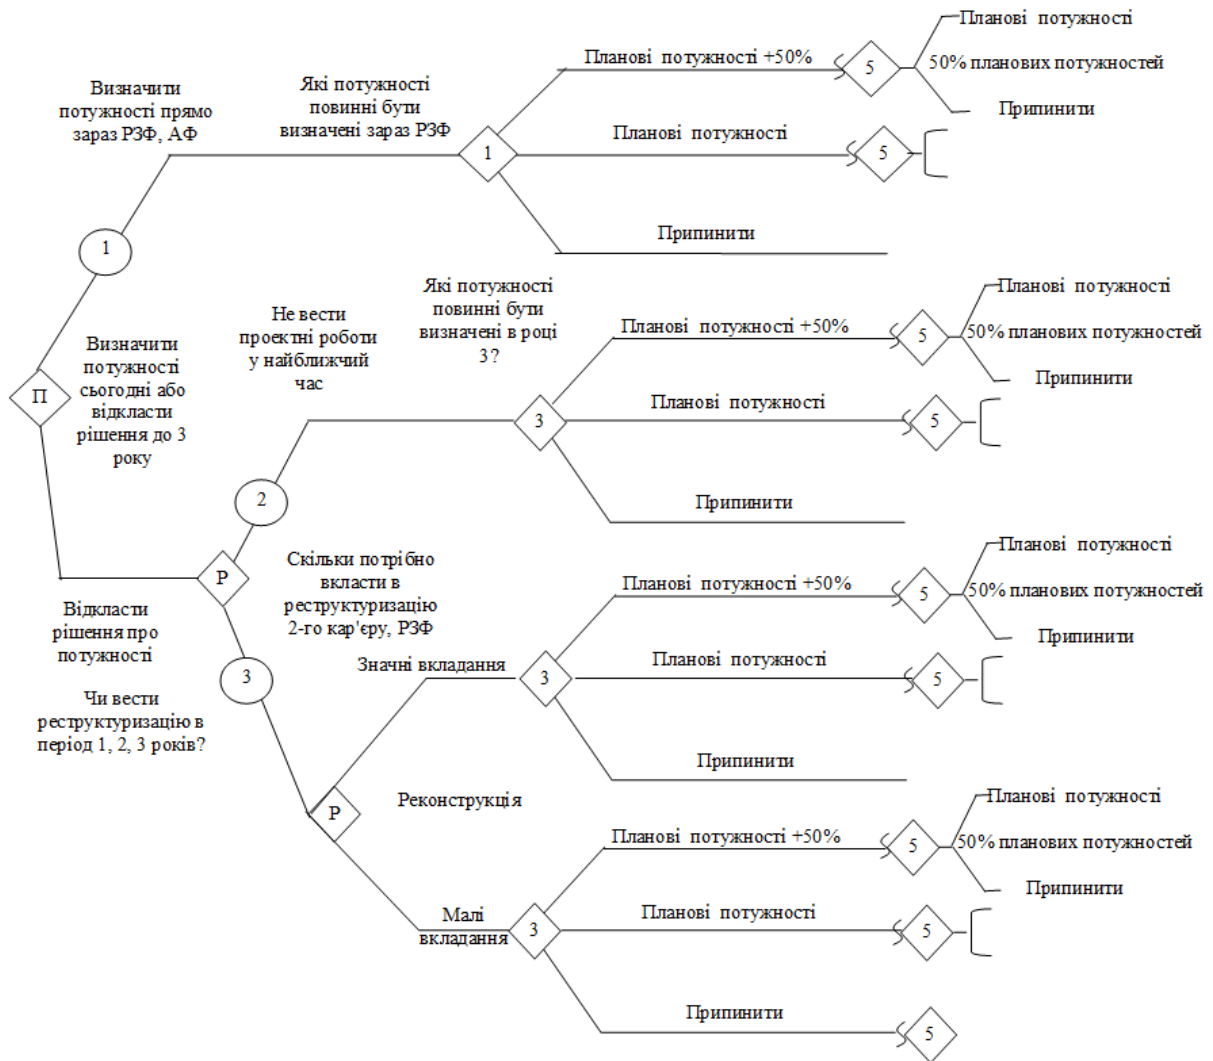 Планові потужності
Планові потужності +50%
5
50% планових потужностей
Припинити
Визначити
потужності прямо
зараз РЗФ, АФ
Які потужності
повинні бути
визначені зараз РЗФ
1
Планові потужності
5
Припинити
1
Які потужності
повинні бути
визначені в році
3?
Планові потужності
Не вести
проектні роботи
у найближчий
час
Планові потужності +50%
5
50% планових потужностей
Припинити
Визначити
потужності
сьогодні або
відкласти
рішення до 3
року
П
3
Планові потужності
5
Припинити
2
Р
Скільки потрібно
вкласти в
реструктуризацію
2-го кар'єру, РЗФ
Планові потужності
Планові потужності +50%
5
50% планових потужностей
Припинити
Відкласти
рішення про
потужності
3
Значні вкладання
3
Планові потужності
5
Чи вести
реструктуризацію в
період 1, 2, 3 років?
Припинити
Р
Реконструкція
Планові потужності
Планові потужності +50%
5
50% планових потужностей
Припинити
Малі
вкладання
3
Планові потужності
5
Припинити
5